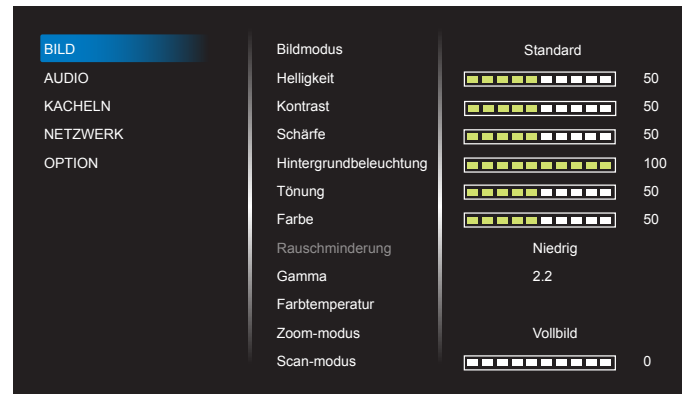 BILD
AUDIO
KACHELN
NETZWERK
OPTION
Bildmodus Standard
Helligkeit 50
Kontrast 50
Schärfe 50
Hintergrundbeleuchtung 100
Tönung 50
Farbe 50
Rauschminderung Niedrig
Gamma 2.2
Farbtemperatur
Zoom-modus Vollbild
Scan-modus 0